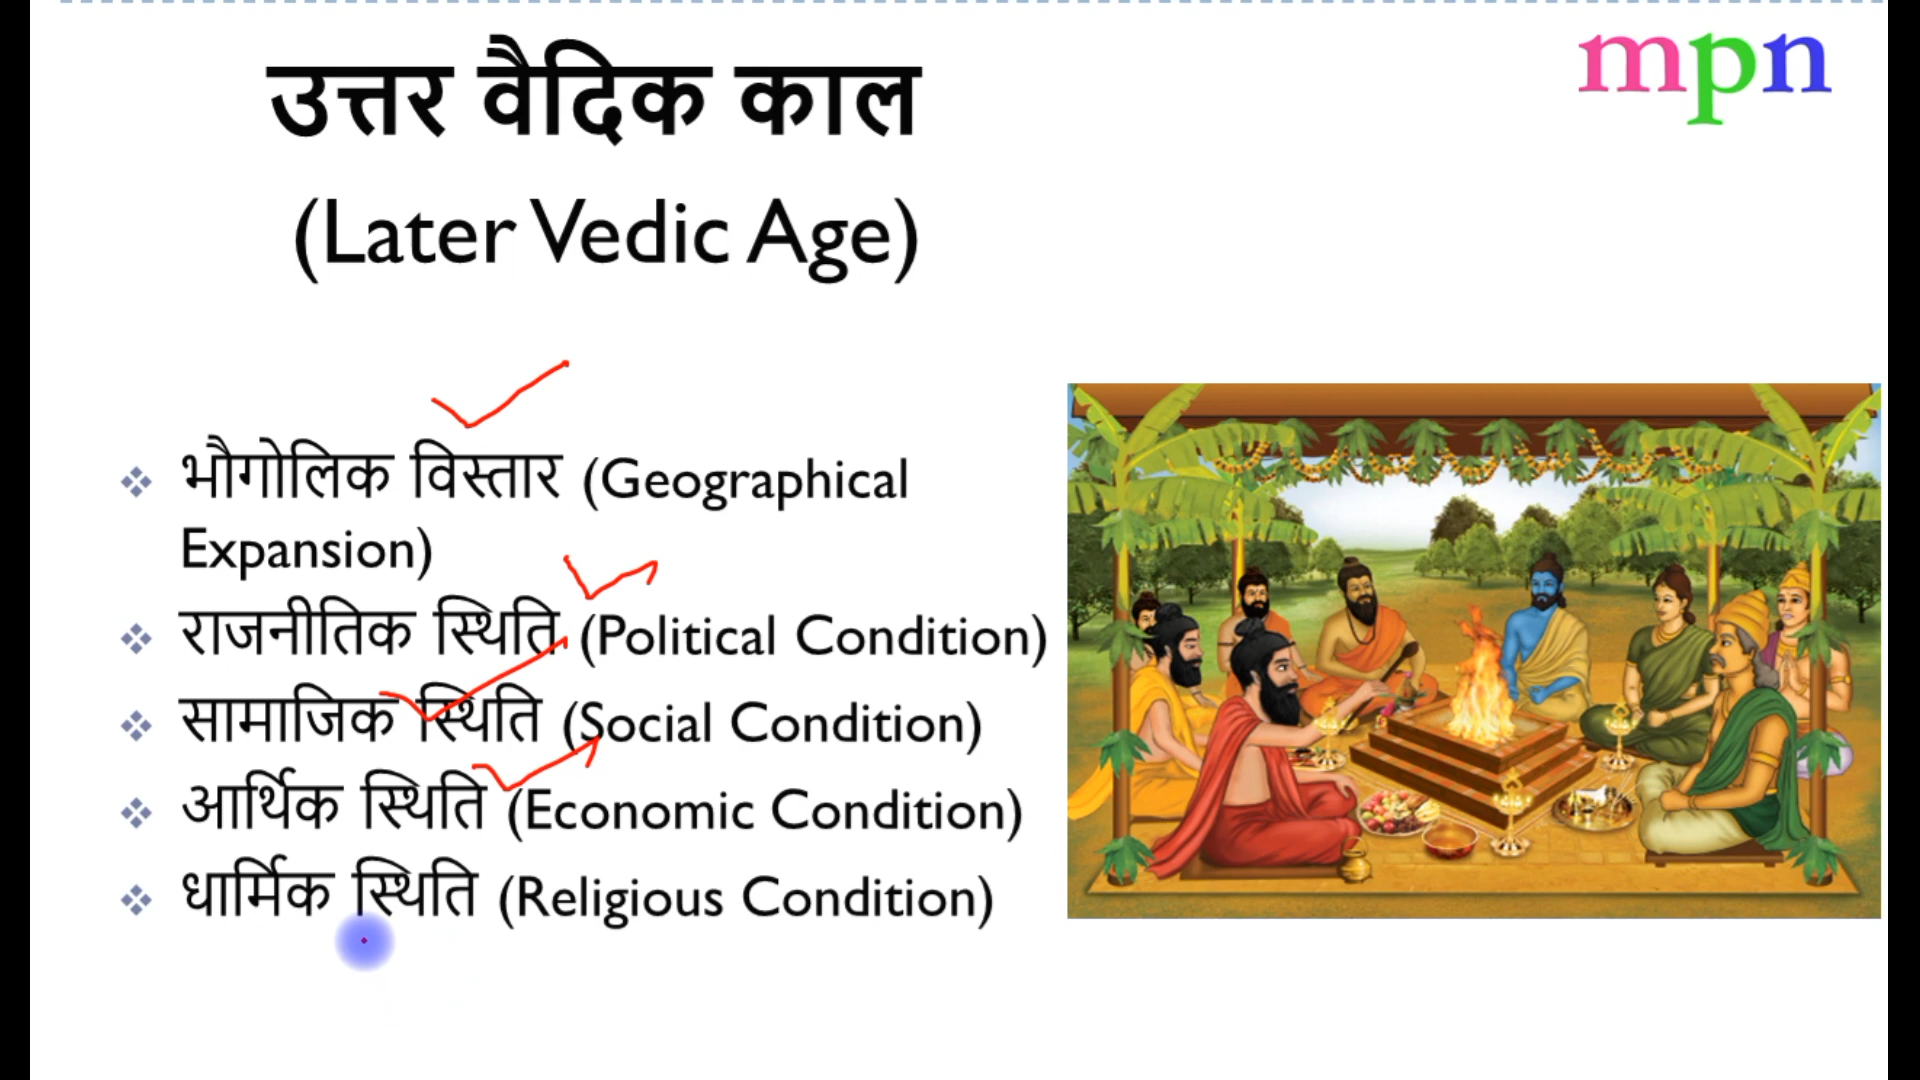 उत्तर वैदिक काल
mpn
(Later Vedic Age)
भौगोलिक विस्तार (Geographical
Expansion)
राजनीतिक स्थिति (Political Condition)
सामाजिक स्थिति (Social Condition)
आर्थिक स्थिति (Economic Condition)
धार्मिक स्थिति (Religious Condition)